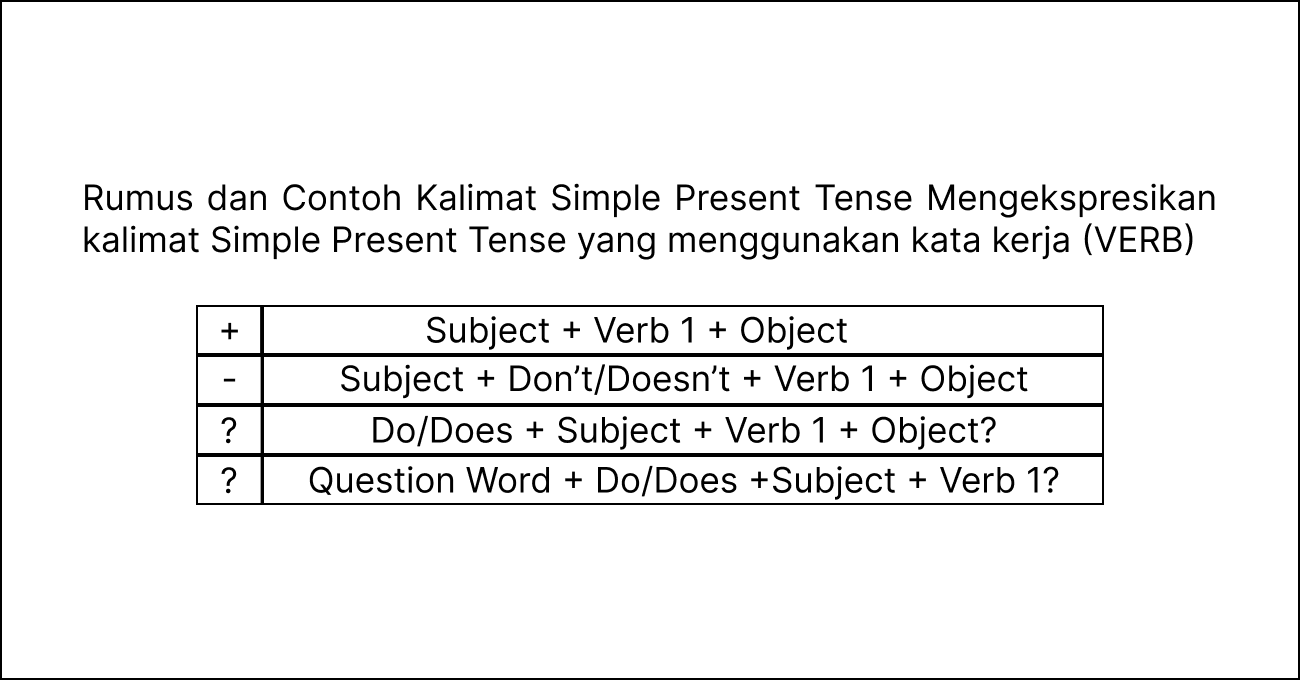 Rumus dan Contoh Kalimat Simple Present Tense Mengekspresikan
kalimat Simple Present Tense yang menggunakan kata kerja (VERB)
+ Subject + Verb 1 + Object
- Subject + Don’t/Doesn’t + Verb 1 + Object
? Do/Does + Subject + Verb 1 + Object?
? Question Word + Do/Does +Subject + Verb 1?